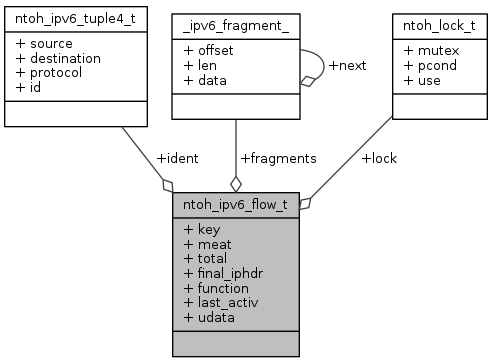 ntoh_ipv6_tuple4_t
+ source
+ destination
+ protocol
+ id
_ipv6_fragment_
+ offset
+ len
+ data
+next
ntoh_lock_t
+ mutex
+ pcond
+ use
+ident
+fragments
+lock
ntoh_ipv6_flow_t
+ key
+ meat
+ total
+ final_iphdr
+ function
+ last_activ
+ udata